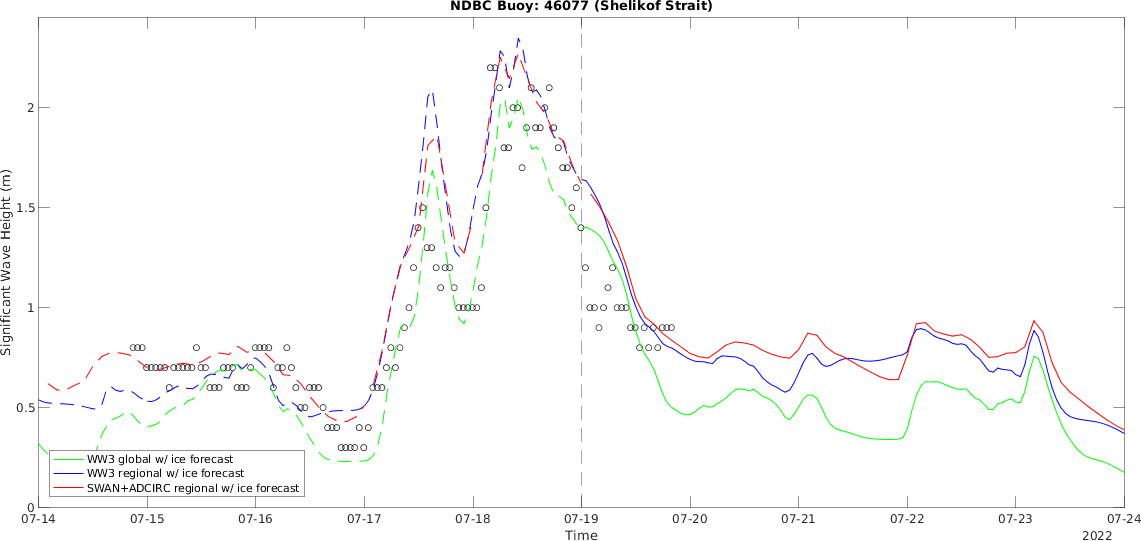 NDBC Buoy: 46077 (Shelikof Strait)
Significant Wave Height (m)
2
1.5
1
0.5
0
WW3 global w/ ice forecast
WW3 regional w/ ice forecast
SWAN+ADCIRC regional w/ ice forecast
07-14 07-15 07-16 07-17 07-18 07-19 07-20 07-21 07-22 07-23 07-24
Time
2022